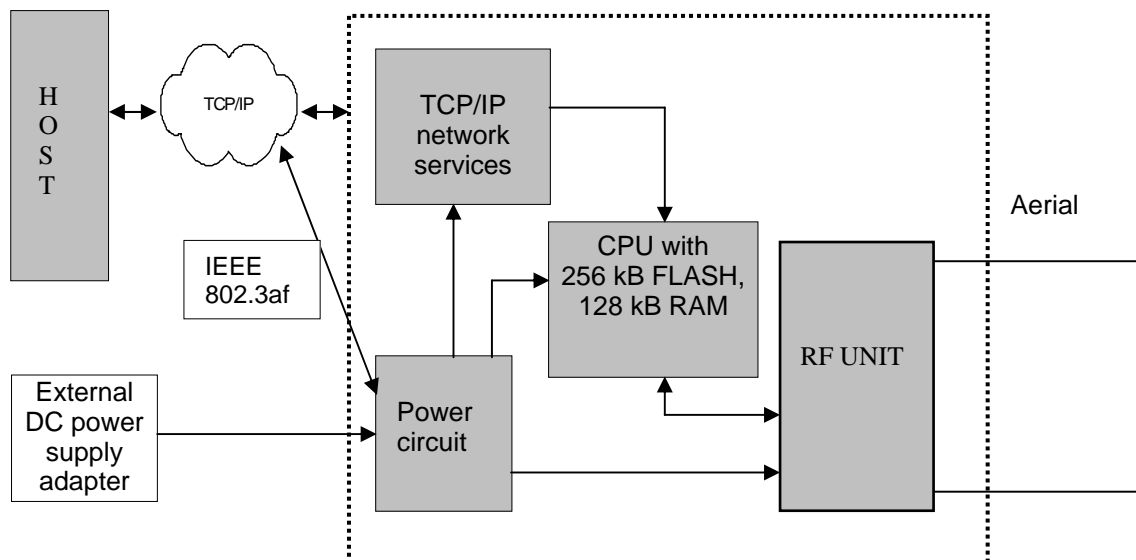 H
O
S
T
TCP/IP
TCP/IP
network
services
Aerial
CPU with
256 kB FLASH,
128 kB RAM
IEEE
802.3af
RF UNIT
External
DC power
supply
adapter
Power
circuit